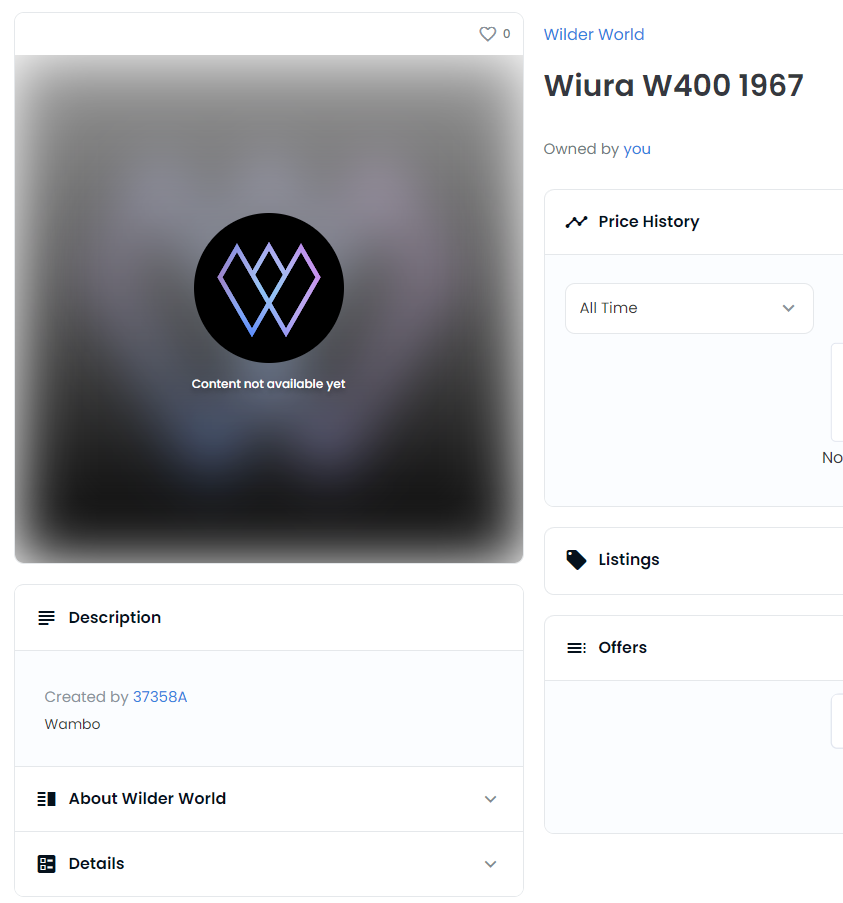 0
Content not available yet
Description
Created by 37358A
Wambo
About Wilder World
Details
Wilder World
Wiura W400 1967
Owned by you
Price History
All Time
No
Listings
Offers